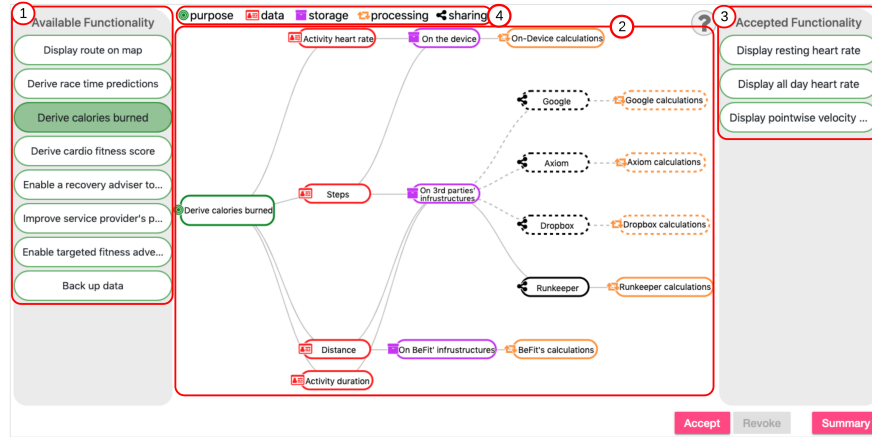 1
Available Functionality
Display route on map
Derive race time predictions
Derive calories burned
Derive cardio fitness score
Enable a recovery adviser to...
Improve service provider's p...
Enable targeted fitness adve...
Back up data
purpose data storage processing sharing
4
2
?
Activity heart rate
On the device
On-Device calculations
Google
Google calculations
Axiom
Axiom calculations
Derive calories burned
Steps
On 3rd parties'
infrustructures
Dropbox
Dropbox calculations
Runkeeper
Runkeeper calculations
Distance
On BeFit' infrustructures
BeFit's calculations
Activity duration
3
Accepted Functionality
Display resting heart rate
Display all day heart rate
Display pointwise velocity ...
Accept
Revoke
Summary